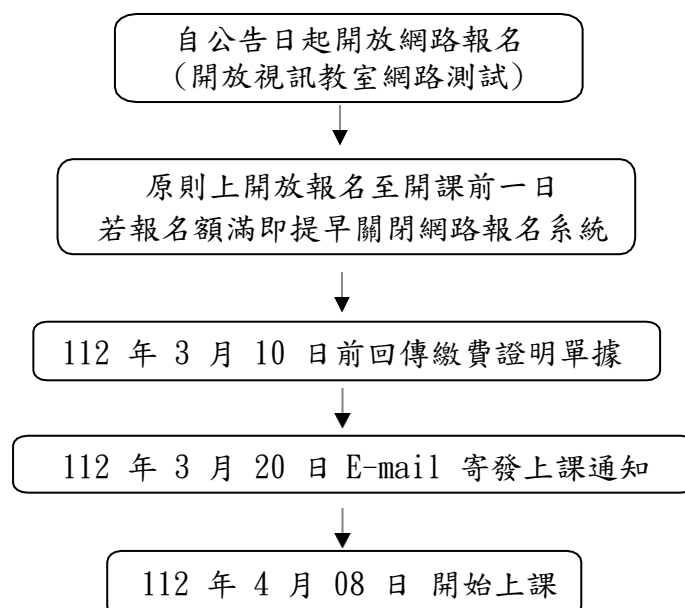 自公告日起開放網路報名
(開放視訊教室網路測試)
原則上開放報名至開課前一日
若報名額滿即提早關閉網路報名系統
112 年 3 月 10 日前回傳繳費證明單據
112 年 3 月 20 日 E-mail 寄發上課通知
112 年 4 月 08 日 開始上課